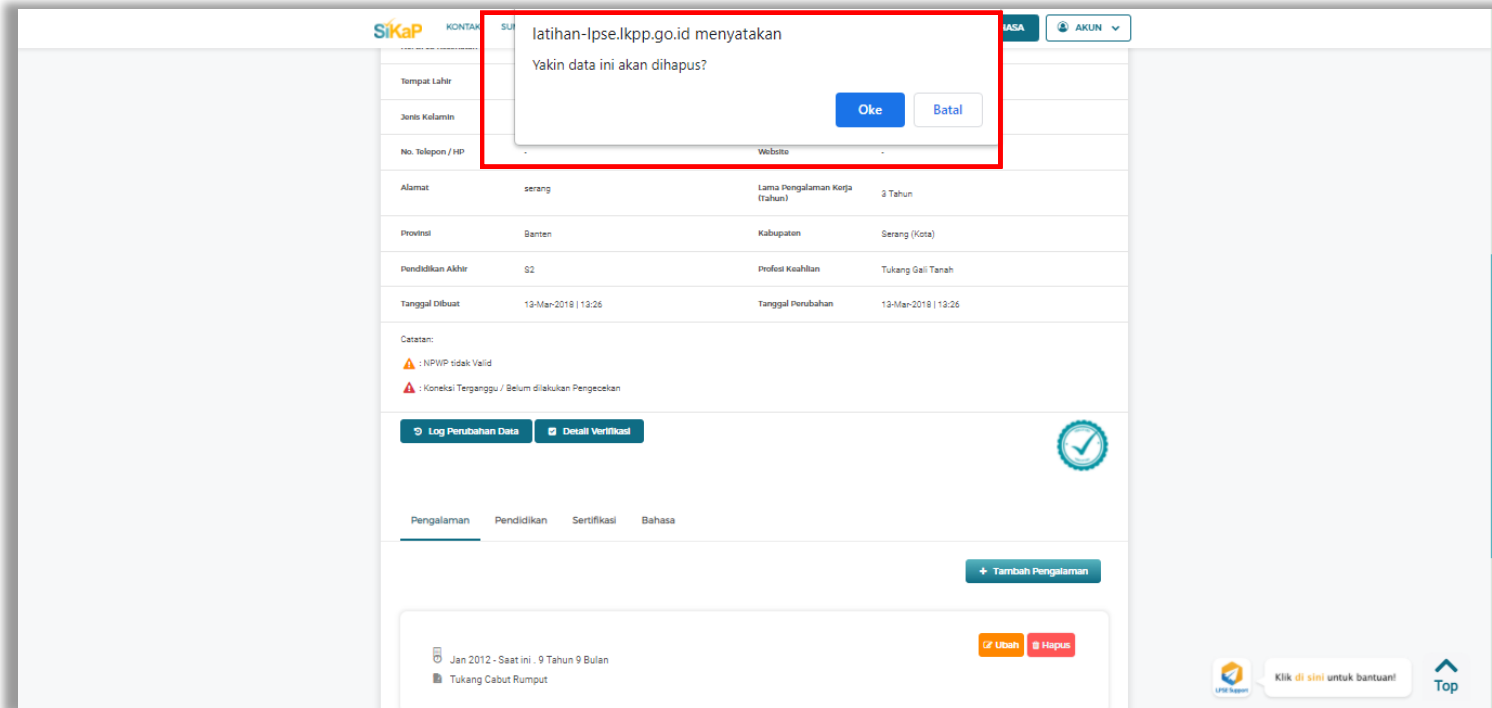 SiKaP KONTAK AKUN
latihan-lpse.lkpp.go.id menyatakan
Yakin data ini akan dihapus?
Oke Batal
Tempat Lahir
Jenis Kelamin
No. Telepon / HP - Website -
Alamat serang Lama Pengalaman Kerja (Tahun) 3 Tahun
Provinsi Banten Kabupaten Serang (Kota)
Pendidikan Akhir S2 Profesi Keahlian Tukang Gali Tanah
Tanggal Dibuat 13-Mar-2018 | 13:26 Tanggal Perubahan 13-Mar-2018 | 13:26
Catatan:
: NPWP tidak Valid
: Koneksi Terganggu / Belum dilakukan Pengecekan
Log Perubahan Data Detail Verifikasi
Pengalaman Pendidikan Sertifikasi Bahasa
+ Tambah Pengalaman
Ubah Hapus
Jan 2012 - Saat ini . 9 Tahun 9 Bulan
Tukang Cabut Rumput
LPSE Support Klik di sini untuk bantuan! Top